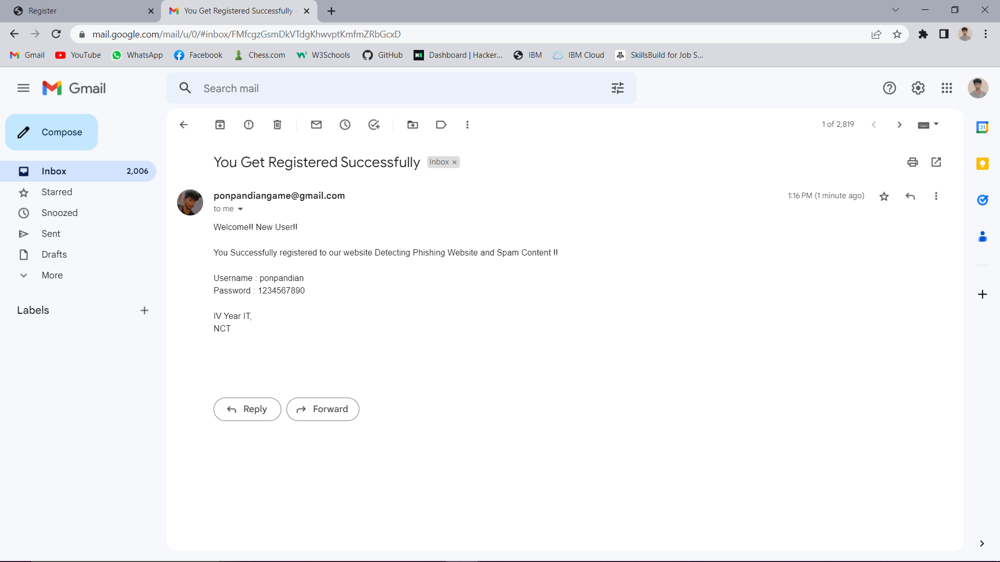 Register
You Get Registered Successfully -
mail.google.com/mail/u/0/#inbox/FMfcgzGsmDkVTdgKhwvptKmfmZRbGcxD
Gmail YouTube WhatsApp Facebook Chess.com W3Schools GitHub Dashboard | Hacker... IBM IBM Cloud SkillsBuild for Job S...
Gmail
Search mail
Compose
1 of 2,819
31
You Get Registered Successfully
Inbox ×
Inbox 2,006
Starred
Snoozed
Sent
Drafts
More
Labels
ponpandiangame@gmail.com
1:16 PM (1 minute ago)
to me
Welcome!! New User!!
You Successfully registered to our website Detecting Phishing Website and Spam Content !!
Username : ponpandian
Password : 1234567890
IV Year IT,
NCT
Reply
Forward